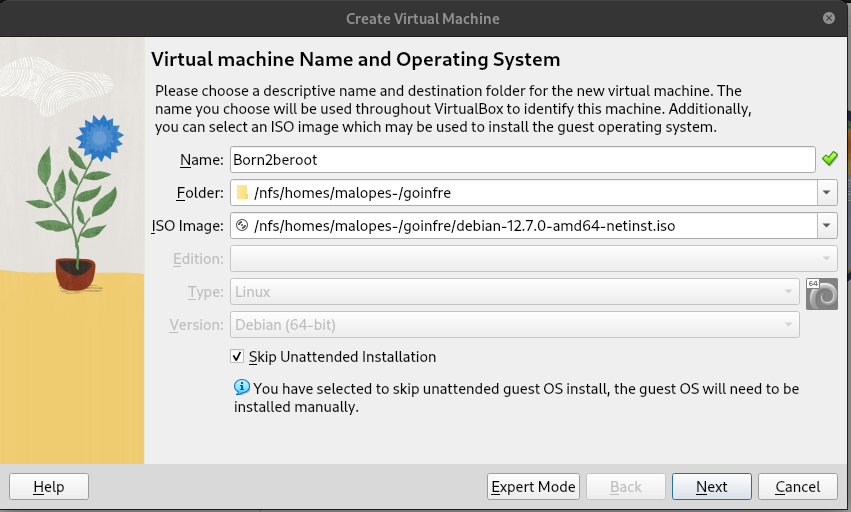 Create Virtual Machine
Virtual machine Name and Operating System
Please choose a descriptive name and destination folder for the new virtual machine. The
name you choose will be used throughout VirtualBox to identify this machine. Additionally,
you can select an ISO image which may be used to install the guest operating system.
Name: Born2beroot
Folder: /nfs/homes/malopes-/goinfre
ISO Image: /nfs/homes/malopes-/goinfre/debian-12.7.0-amd64-netinst.iso
Edition:
Type: Linux
64
Version: Debian (64-bit)
Skip Unattended Installation
You have selected to skip unattended guest OS install, the guest OS will need to be
installed manually.
Help Expert Mode Back Next Cancel